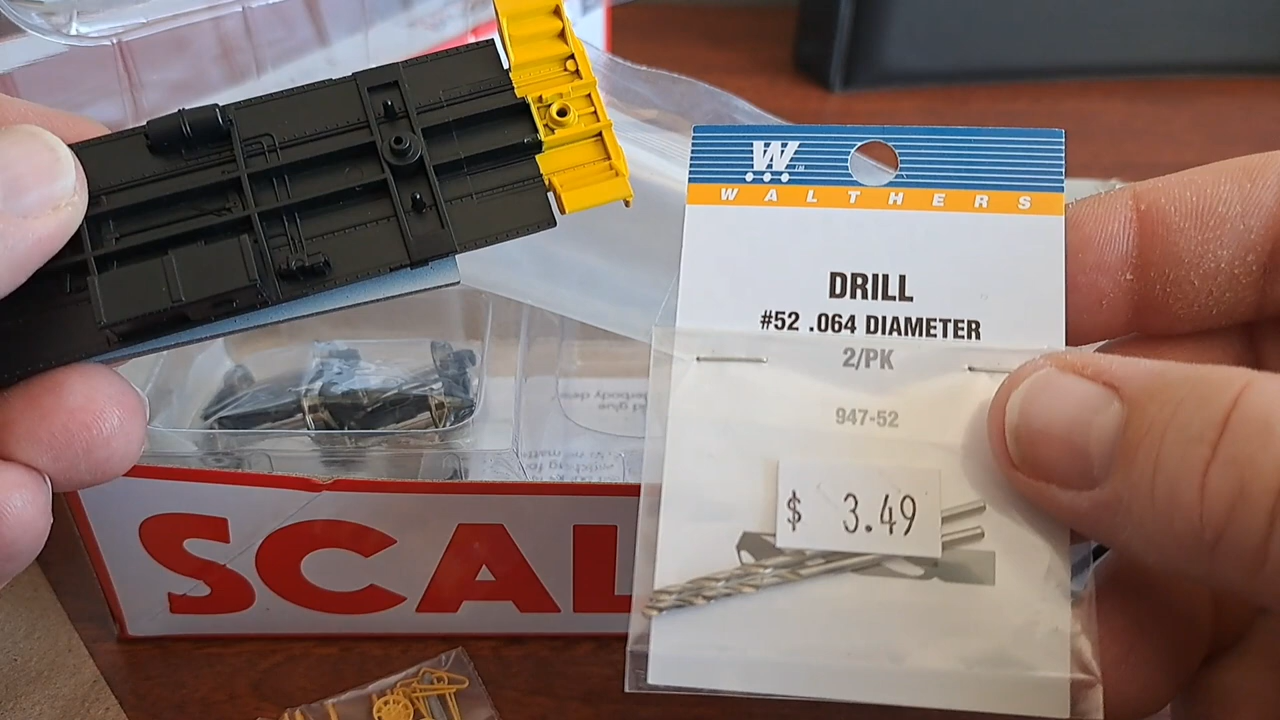 W
WALTHERS
DRILL
#52 .064 DIAMETER
2/PK
947-52
$ 3.49
SCAL